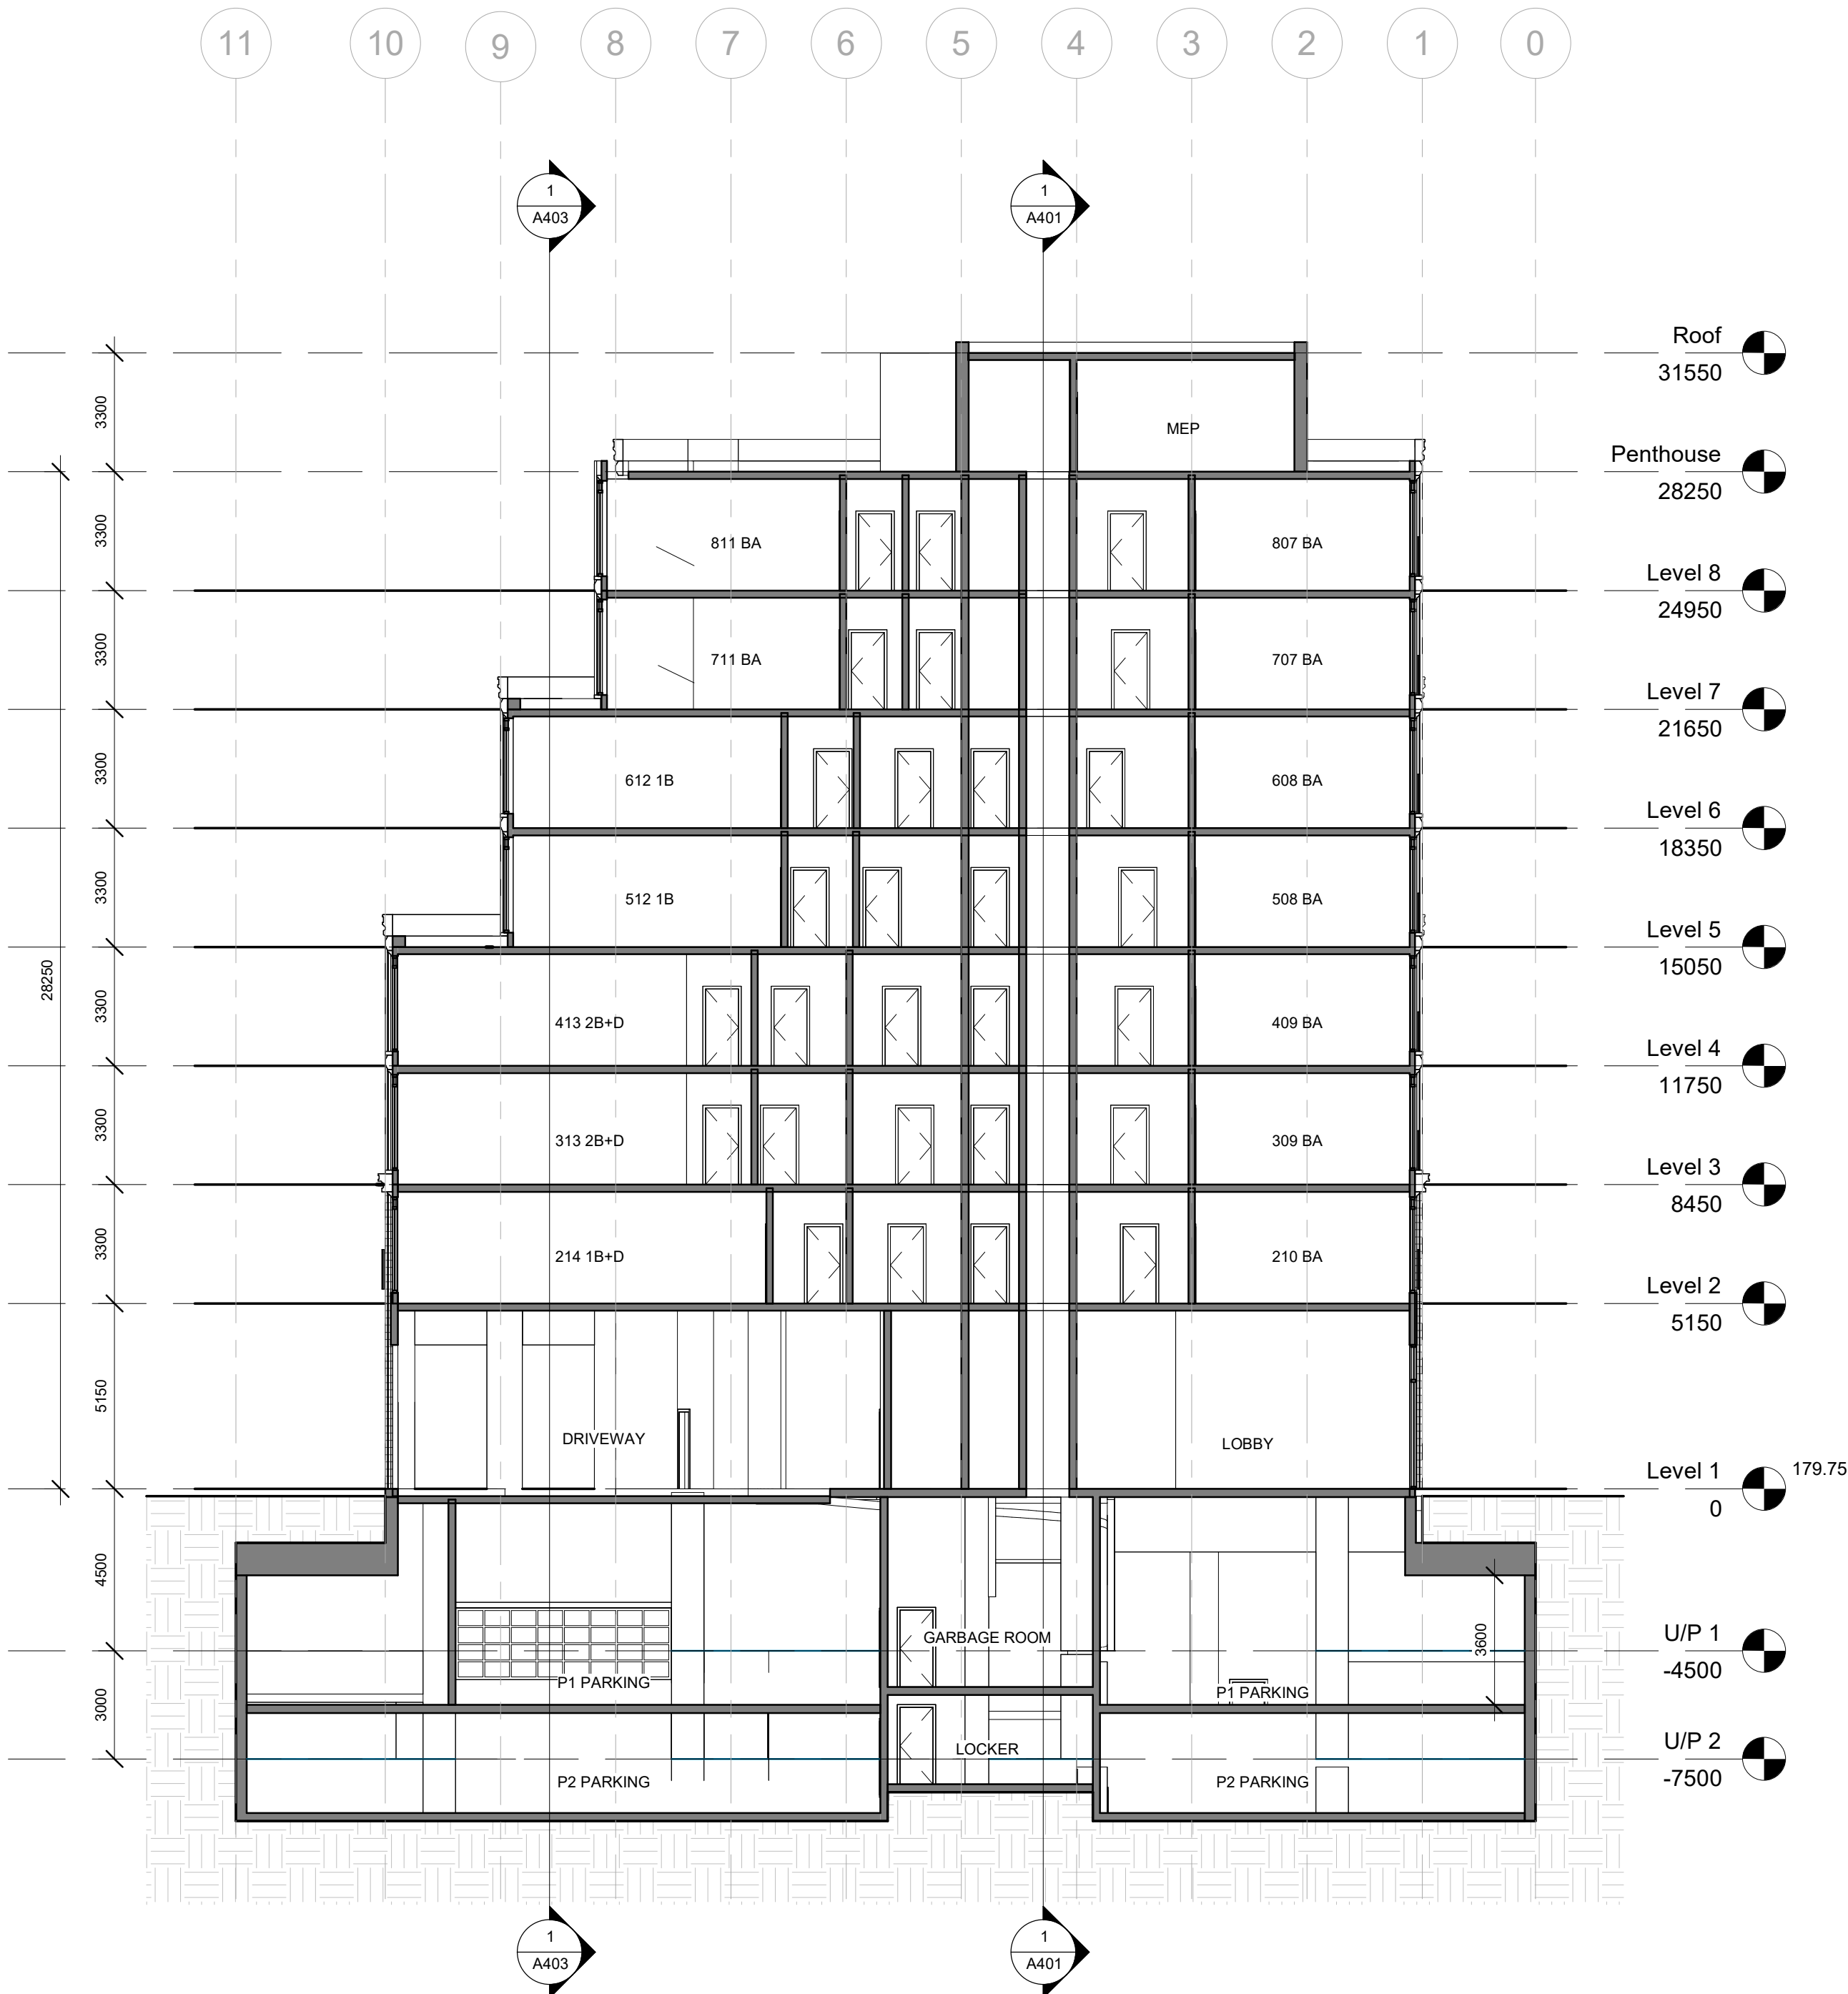 11 10 9 8 7 6 5 4 3 2 1 0
1 1
A403 A401
Roof
31550
3300
MEP
Penthouse
28250
3300
811 BA 807 BA
Level 8
24950
3300
711 BA 707 BA
Level 7
21650
3300
612 1B 608 BA
Level 6
18350
3300
512 1B 508 BA
Level 5
15050
28250
3300
413 2B+D 409 BA
Level 4
11750
3300
313 2B+D 309 BA
Level 3
8450
3300
214 1B+D 210 BA
Level 2
5150
5150
DRIVEWAY LOBBY
Level 1 179.75
0
4500
GARBAGE ROOM
3600
U/P 1
-4500
P1 PARKING P1 PARKING
3000
LOCKER
U/P 2
-7500
P2 PARKING P2 PARKING
1 1
A403 A401